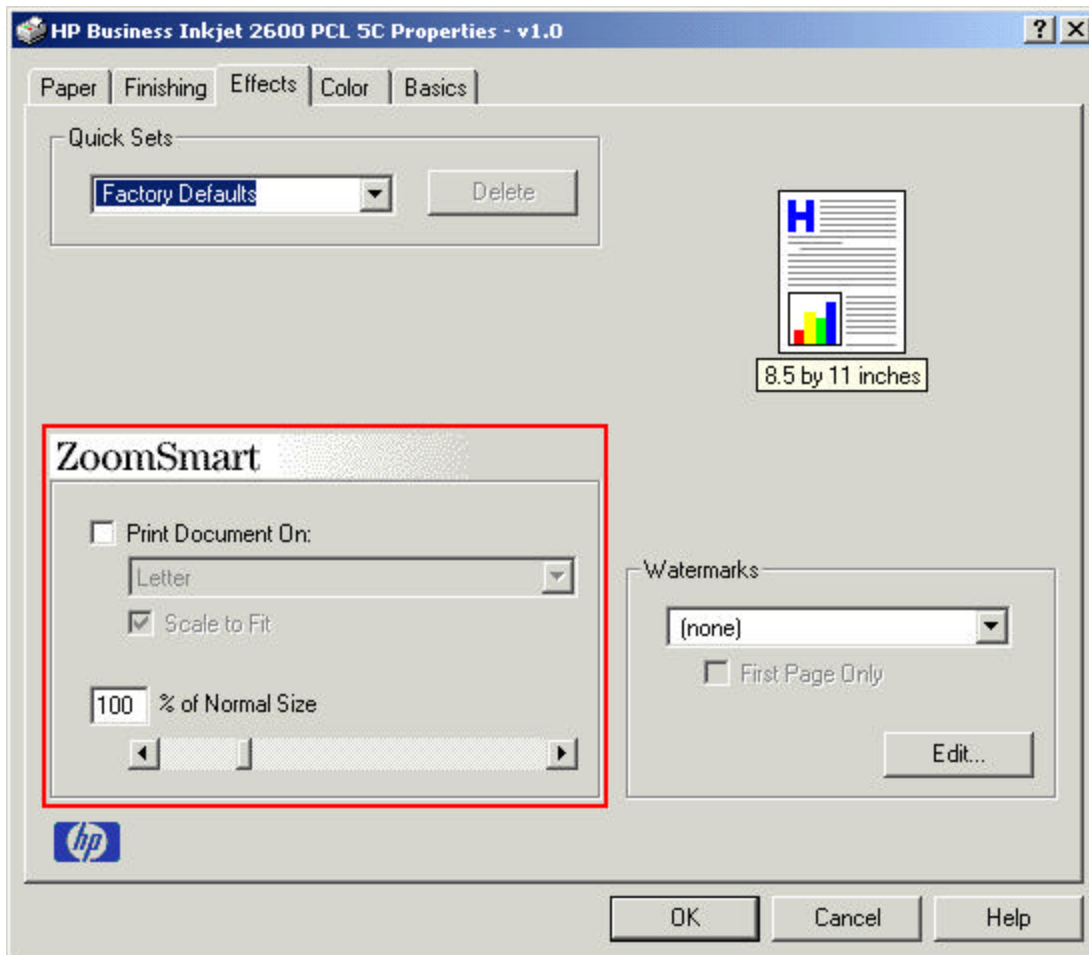 HP Business Inkjet 2600 PCL 5C Properties - v1.0
Paper Finishing Effects Color Basics
Quick Sets
Factory Defaults Delete
H
8.5 by 11 inches
ZoomSmart
Print Document On:
Letter
Scale to Fit
100 % of Normal Size
Watermarks
(none)
First Page Only
Edit...
hp
OK Cancel Help